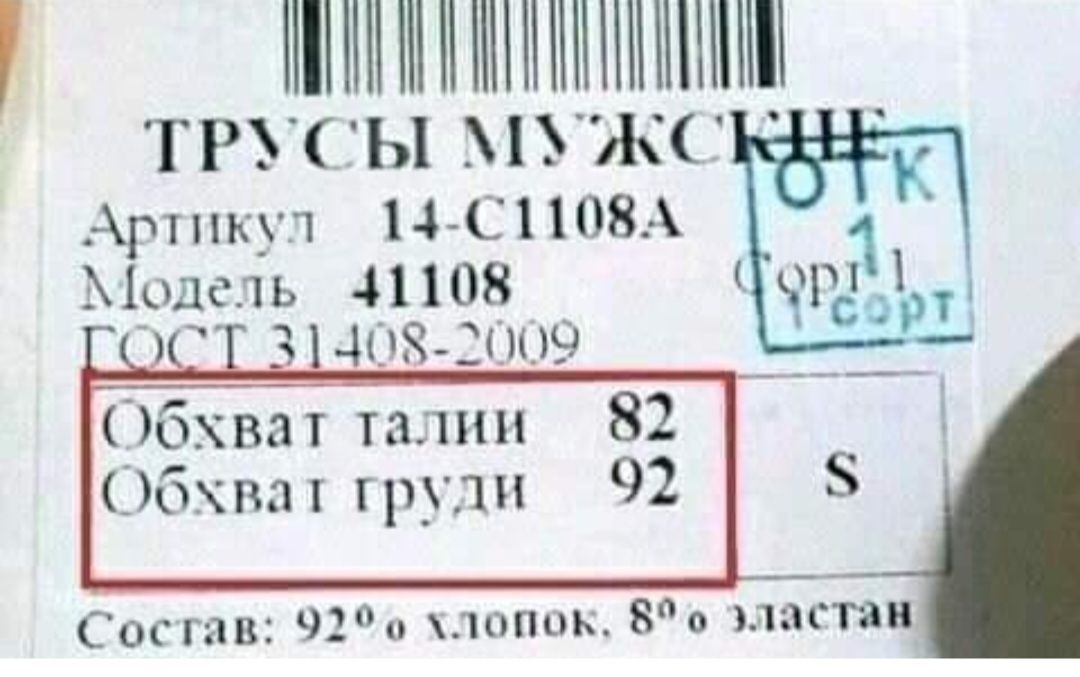 ТРУСЫ МУЖСКИЕ
Артикул 14-С1108А
Модель 41108 Сорт 1
ГОСТ 31408-2009
ОТК
1
1 сорт
Обхват талии 82
Обхват груди 92
S
Состав: 92% хлопок, 8% эластан